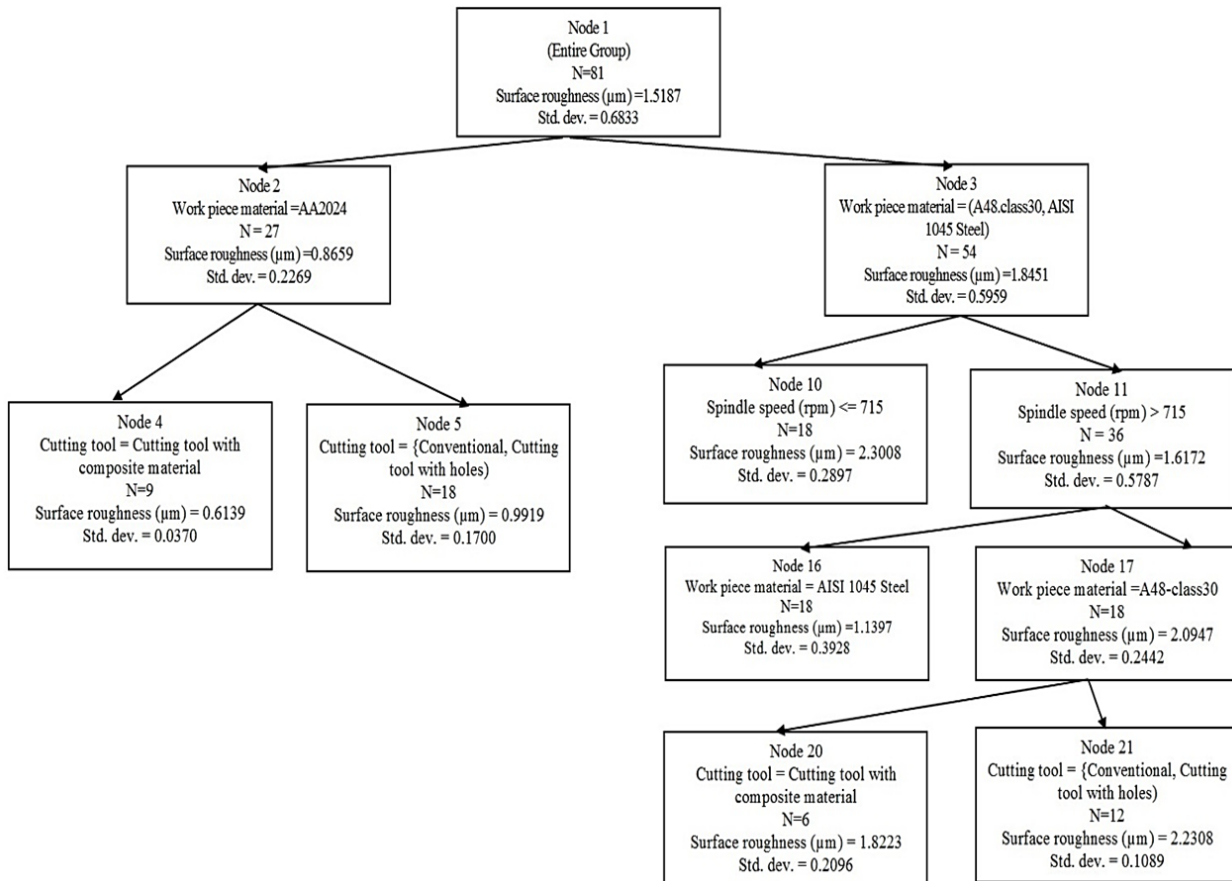 Node 1
(Entire Group)
N=81
Surface roughness (µm) =1.5187
Std. dev. = 0.6833
Node 2
Work piece material =AA2024
N = 27
Surface roughness (µm) =0.8659
Std. dev. = 0.2269
Node 3
Work piece material = (A48.class30, AISI
1045 Steel)
N = 54
Surface roughness (µm) =1.8451
Std. dev. = 0.5959
Node 4
Cutting tool = Cutting tool with
composite material
N=9
Surface roughness (µm) = 0.6139
Std. dev. = 0.0370
Node 5
Cutting tool = {Conventional, Cutting
tool with holes)
N=18
Surface roughness (µm) = 0.9919
Std. dev. = 0.1700
Node 10
Spindle speed (rpm) <= 715
N=18
Surface roughness (µm) = 2.3008
Std. dev. = 0.2897
Node 11
Spindle speed (rpm) > 715
N = 36
Surface roughness (µm) =1.6172
Std. dev. = 0.5787
Node 16
Work piece material = AISI 1045 Steel
N=18
Surface roughness (µm) =1.1397
Std. dev. = 0.3928
Node 17
Work piece material =A48-class30
N=18
Surface roughness (µm) = 2.0947
Std. dev. = 0.2442
Node 20
Cutting tool = Cutting tool with
composite material
N=6
Surface roughness (µm) = 1.8223
Std. dev. = 0.2096
Node 21
Cutting tool = {Conventional, Cutting
tool with holes)
N=12
Surface roughness (µm) = 2.2308
Std. dev. = 0.1089